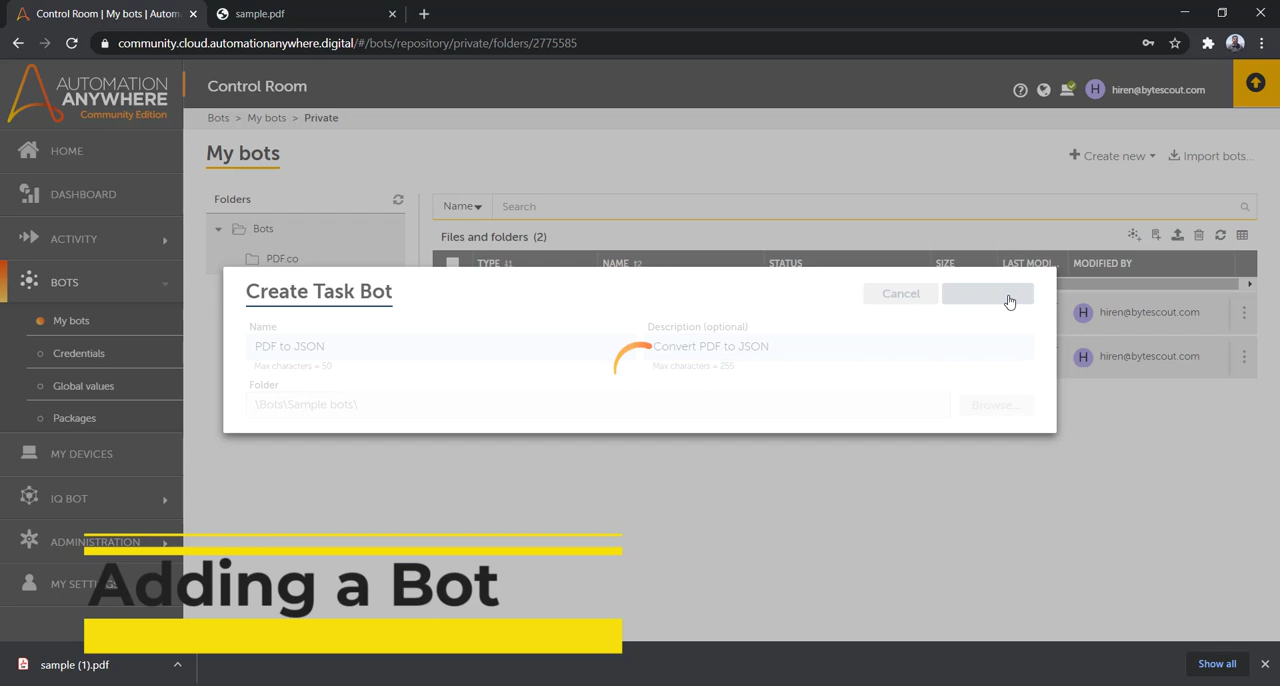 Control Room | My bots | Autom
sample.pdf
community.cloud.automationanywhere.digital/#/bots/repository/private/folders/2775585
AUTOMATION
ANYWHERE
Community Edition
Control Room
H hiren@bytescout.com
Bots > My bots > Private
My bots
Create new
Import bots...
HOME
DASHBOARD
ACTIVITY
BOTS
My bots
Credentials
Global values
Packages
MY DEVICES
IQ BOT
ADMINISTRATION
MY SETTINGS
Folders
Bots
PDF.co
Name
Search
Files and folders (2)
TYPE NAME STATUS SIZE LAST MODI... MODIFIED BY
H hiren@bytescout.com
H hiren@bytescout.com
Create Task Bot
Cancel
Name
PDF to JSON
Max characters = 50
Description (optional)
Convert PDF to JSON
Max characters = 255
Folder
\Bots\Sample bots\
Browse...
Adding a Bot
sample (1).pdf
Show all